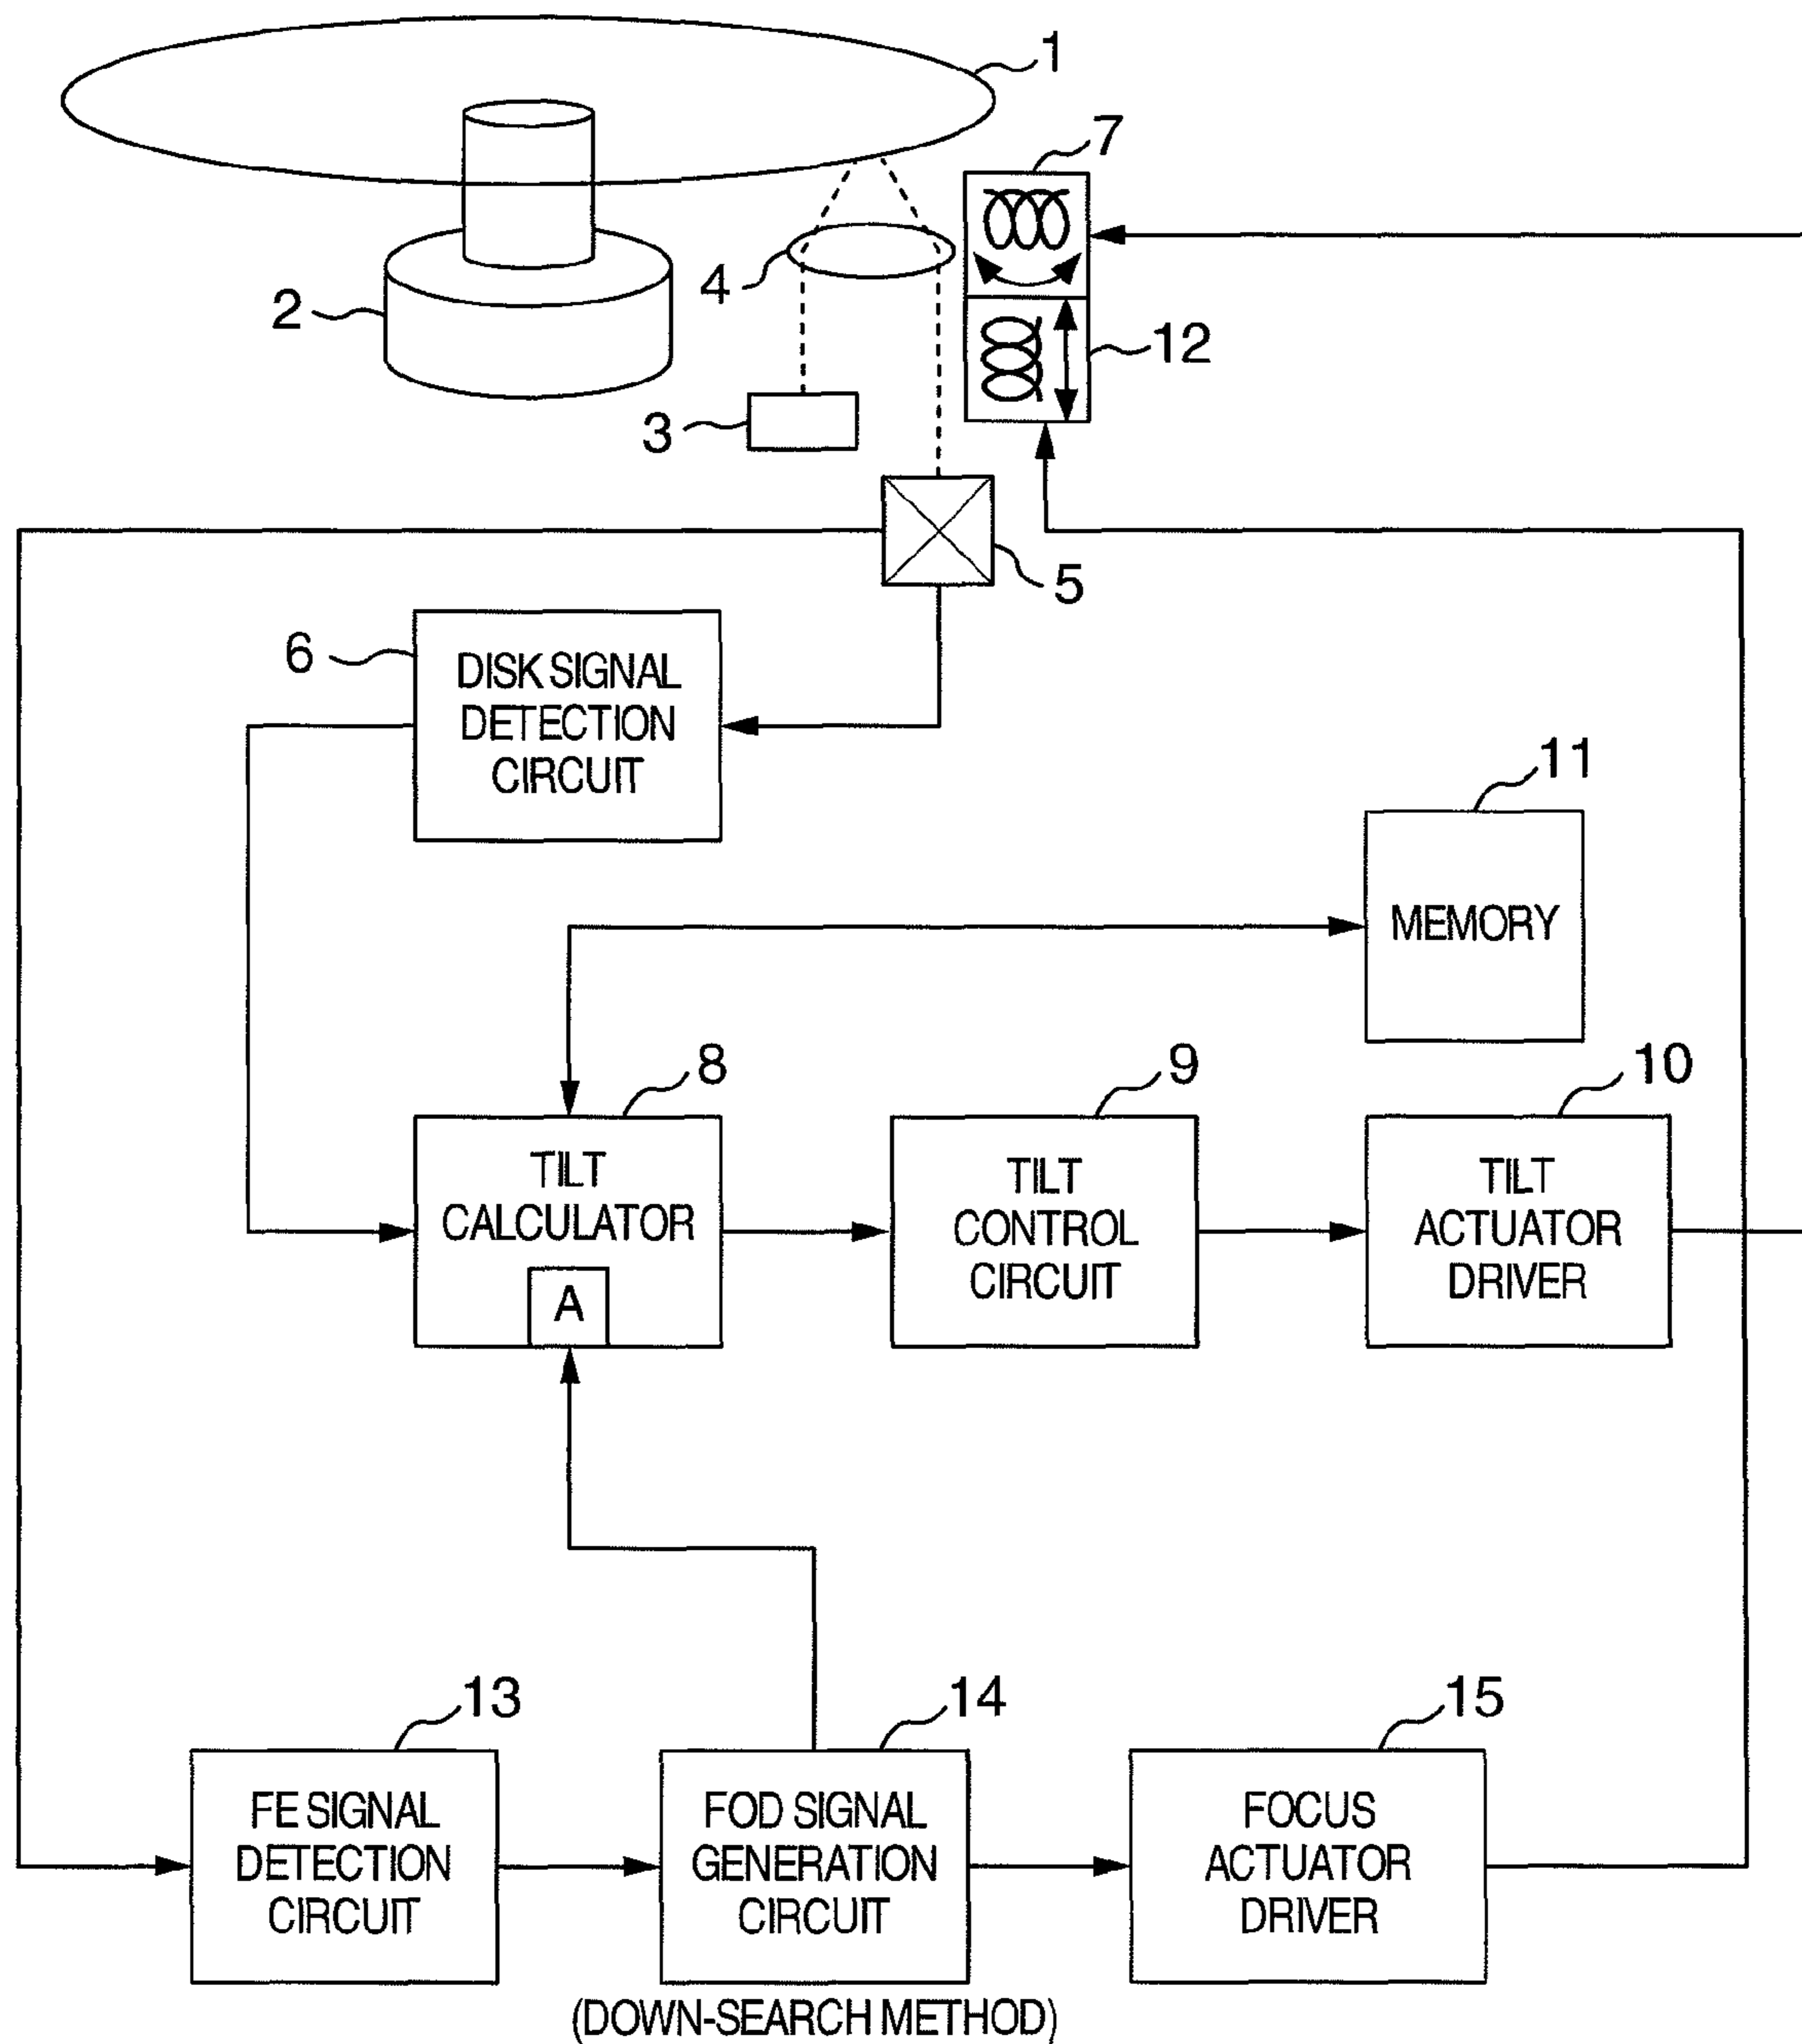 1
7
4
2
12
3
5
6
DISK SIGNAL
DETECTION
CIRCUIT
11
MEMORY
8
9
10
TILT
CALCULATOR
A
TILT
CONTROL
CIRCUIT
TILT
ACTUATOR
DRIVER
13
14
15
FE SIGNAL
DETECTION
CIRCUIT
FOD SIGNAL
GENERATION
CIRCUIT
FOCUS
ACTUATOR
DRIVER
(DOWN-SEARCH METHOD)